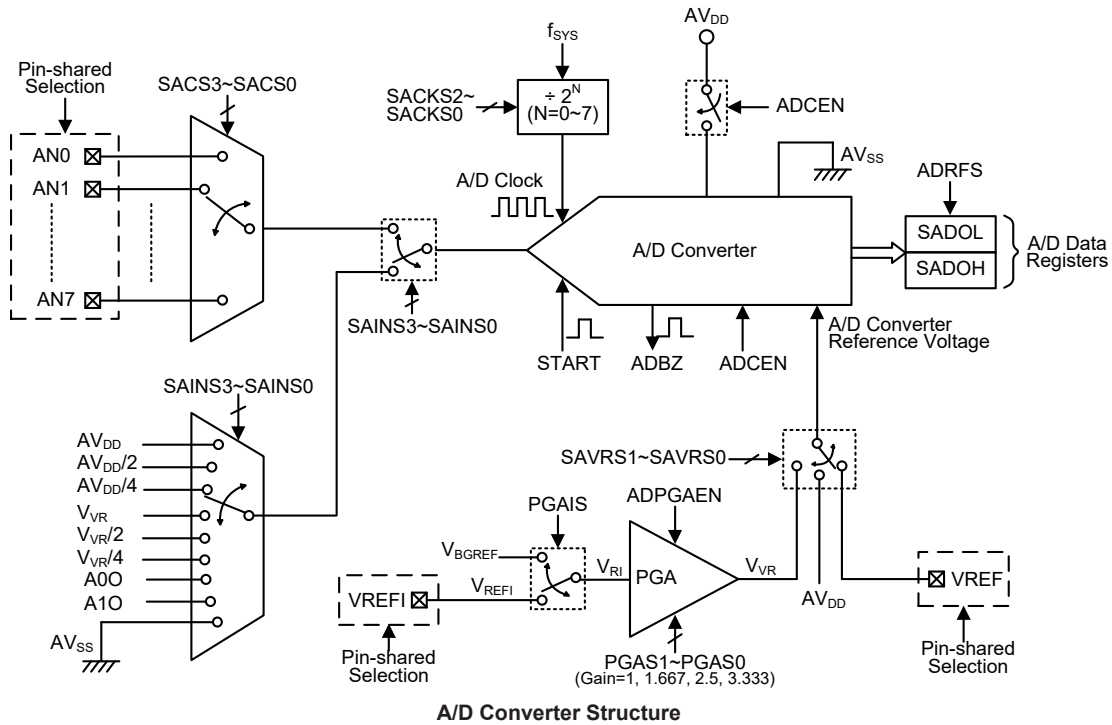 Pin-shared
Selection
SACS3~SACS0
AN0
AN1
AN7
fSYS
SACKS2~
SACKS0
÷ 2^N
(N=0~7)
A/D Clock
AVDD
ADCEN
AVSS
ADRFS
A/D Converter
SADOL
SADOH
A/D Data
Registers
SAINS3~SAINS0
START
ADBZ
ADCEN
A/D Converter
Reference Voltage
SAINS3~SAINS0
AVDD
AVDD/2
AVDD/4
VVR
VVR/2
VVR/4
A0O
A1O
AVSS
SAVRS1~SAVRS0
PGAIS
ADPGAEN
VBGREF
VREFI
VREFI
VRI
PGA
VVR
AVDD
VREF
Pin-shared
Selection
PGAS1~PGAS0
(Gain=1, 1.667, 2.5, 3.333)
Pin-shared
Selection
A/D Converter Structure